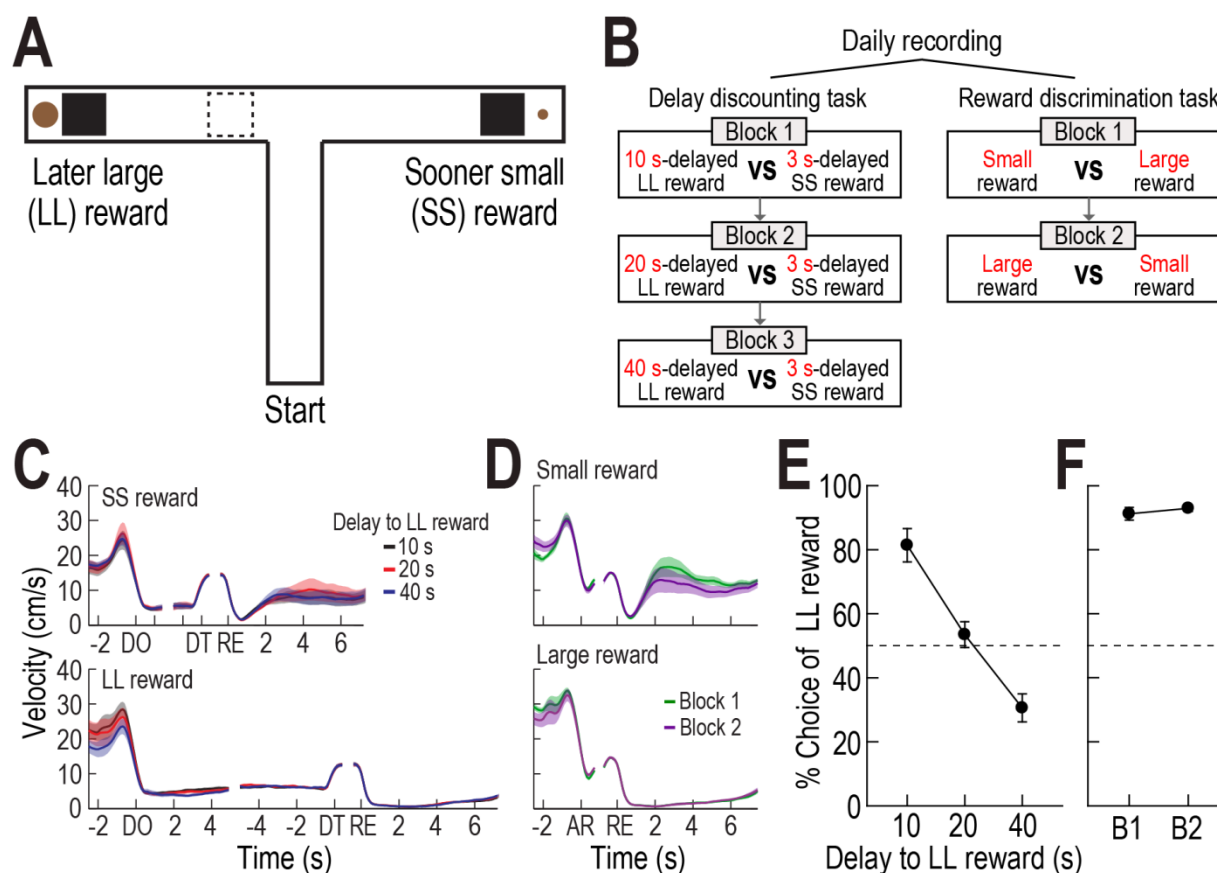 A
Later large
(LL) reward
Sooner small
(SS) reward
Start
B
Daily recording
Delay discounting task
Block 1
10 s-delayed
LL reward
VS
3 s-delayed
SS reward
Block 2
20 s-delayed
LL reward
VS
3 s-delayed
SS reward
Block 3
40 s-delayed
LL reward
VS
3 s-delayed
SS reward
Reward discrimination task
Block 1
Small
reward
VS
Large
reward
Block 2
Large
reward
VS
Small
reward
C
Velocity (cm/s)
40
30
20
10
0
SS reward
Delay to LL reward
10 s
20 s
40 s
-2 DO DT RE 2 4 6
40
30
20
10
0
LL reward
-2 DO 2 4 -4 -2 DT RE 2 4 6
Time (s)
D
Small reward
Large reward
Block 1
Block 2
-2 AR RE 2 4 6
Time (s)
E
% Choice of LL reward
100
80
60
40
20
0
10 20 40
Delay to LL reward (s)
F
B1 B2